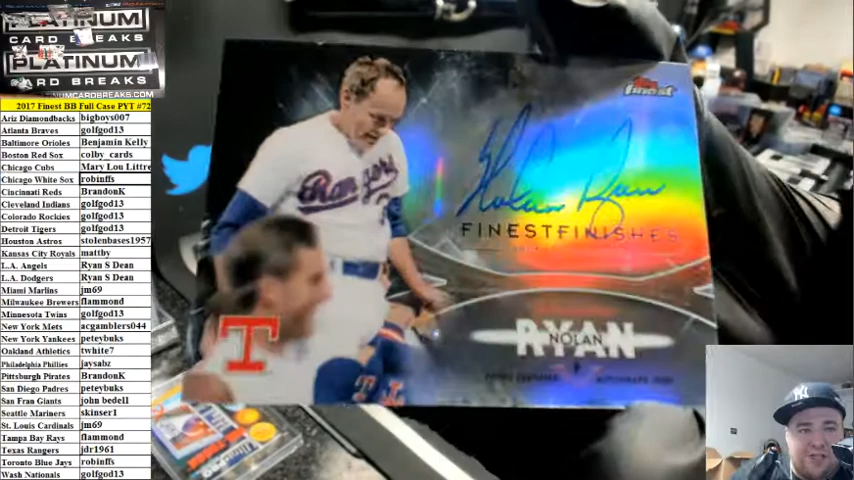 PLATINUM
CARD BREAKS
PLATINUM
CARD BREAKS
PLATINUMCARDBREAKS.COM
2017 Finest BB Full Case PYT #72
Ariz Diamondbacks bigboys007
Atlanta Braves golfgod13
Baltimore Orioles Benjamin Kelly
Boston Red Sox colby_cards
Chicago Cubs Mary Lou Littre
Chicago White Sox robinffs
Cincinnati Reds BrandonK
Cleveland Indians golfgod13
Colorado Rockies golfgod13
Detroit Tigers golfgod13
Houston Astros stolenbases1957
Kansas City Royals mattby
L.A. Angels Ryan S Dean
L.A. Dodgers Ryan S Dean
Miami Marlins jm69
Milwaukee Brewers flammond
Minnesota Twins golfgod13
New York Mets acgamblers044
New York Yankees peteybuks
Oakland Athletics twhite7
Philadelphia Phillies jaysabz
Pittsburgh Pirates BrandonK
San Diego Padres peteybuks
San Fran Giants john bedell
Seattle Mariners skinser1
St. Louis Cardinals jm69
Tampa Bay Rays flammond
Texas Rangers jdr1961
Toronto Blue Jays robinffs
Wash Nationals golfgod13
Topps
finest
Rangers
Nolan Ryan
FINESTFINISHES
RYAN
NOLAN
T